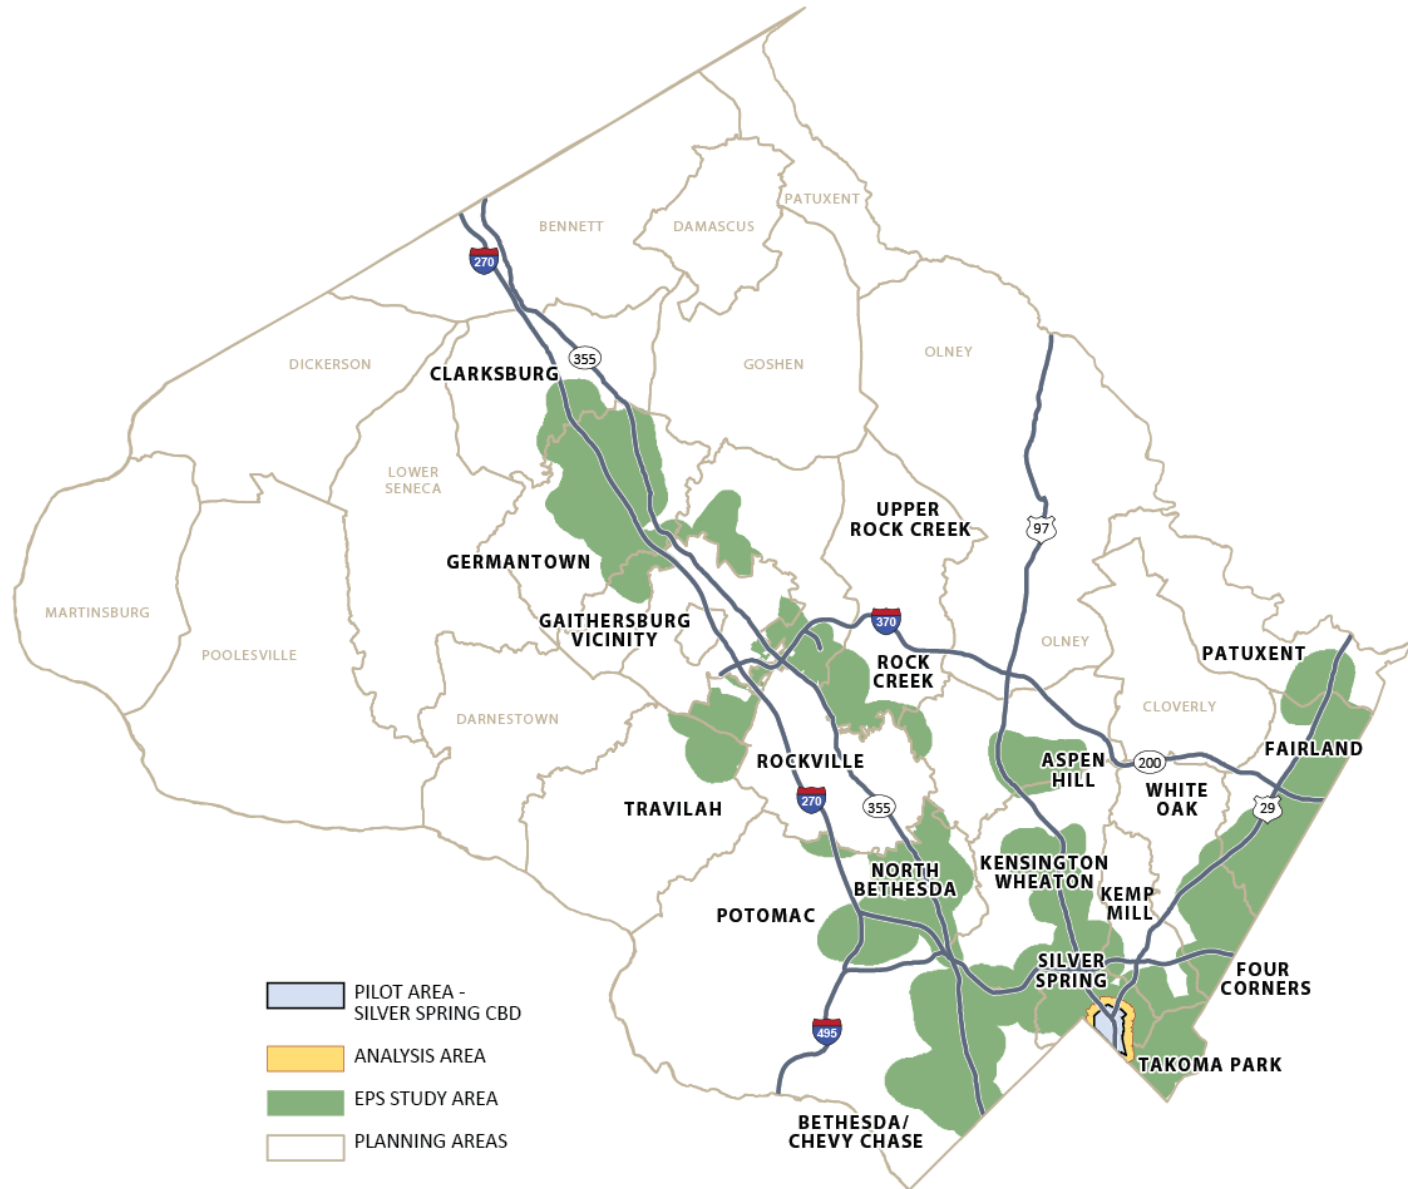 PATUXENT
BENNETT
DAMASCUS
270
355
DICKERSON
GOSHEN
OLNEY
CLARKSBURG
LOWER
SENECA
UPPER
ROCK CREEK
97
GERMANTOWN
MARTINSBURG
GAITHERSBURG
VICINITY
370
POOLESVILLE
OLNEY
PATUXENT
ROCK
CREEK
DARNESTOWN
CLOVERLY
ROCKVILLE
ASPEN
HILL
200
FAIRLAND
WHITE
OAK
TRAVILAH
270
355
29
NORTH
BETHESDA
KENSINGTON
WHEATON
KEMP
MILL
POTOMAC
SILVER
SPRING
FOUR
CORNERS
495
TAKOMA PARK
BETHESDA/
CHEVY CHASE
PILOT AREA -
SILVER SPRING CBD
ANALYSIS AREA
EPS STUDY AREA
PLANNING AREAS